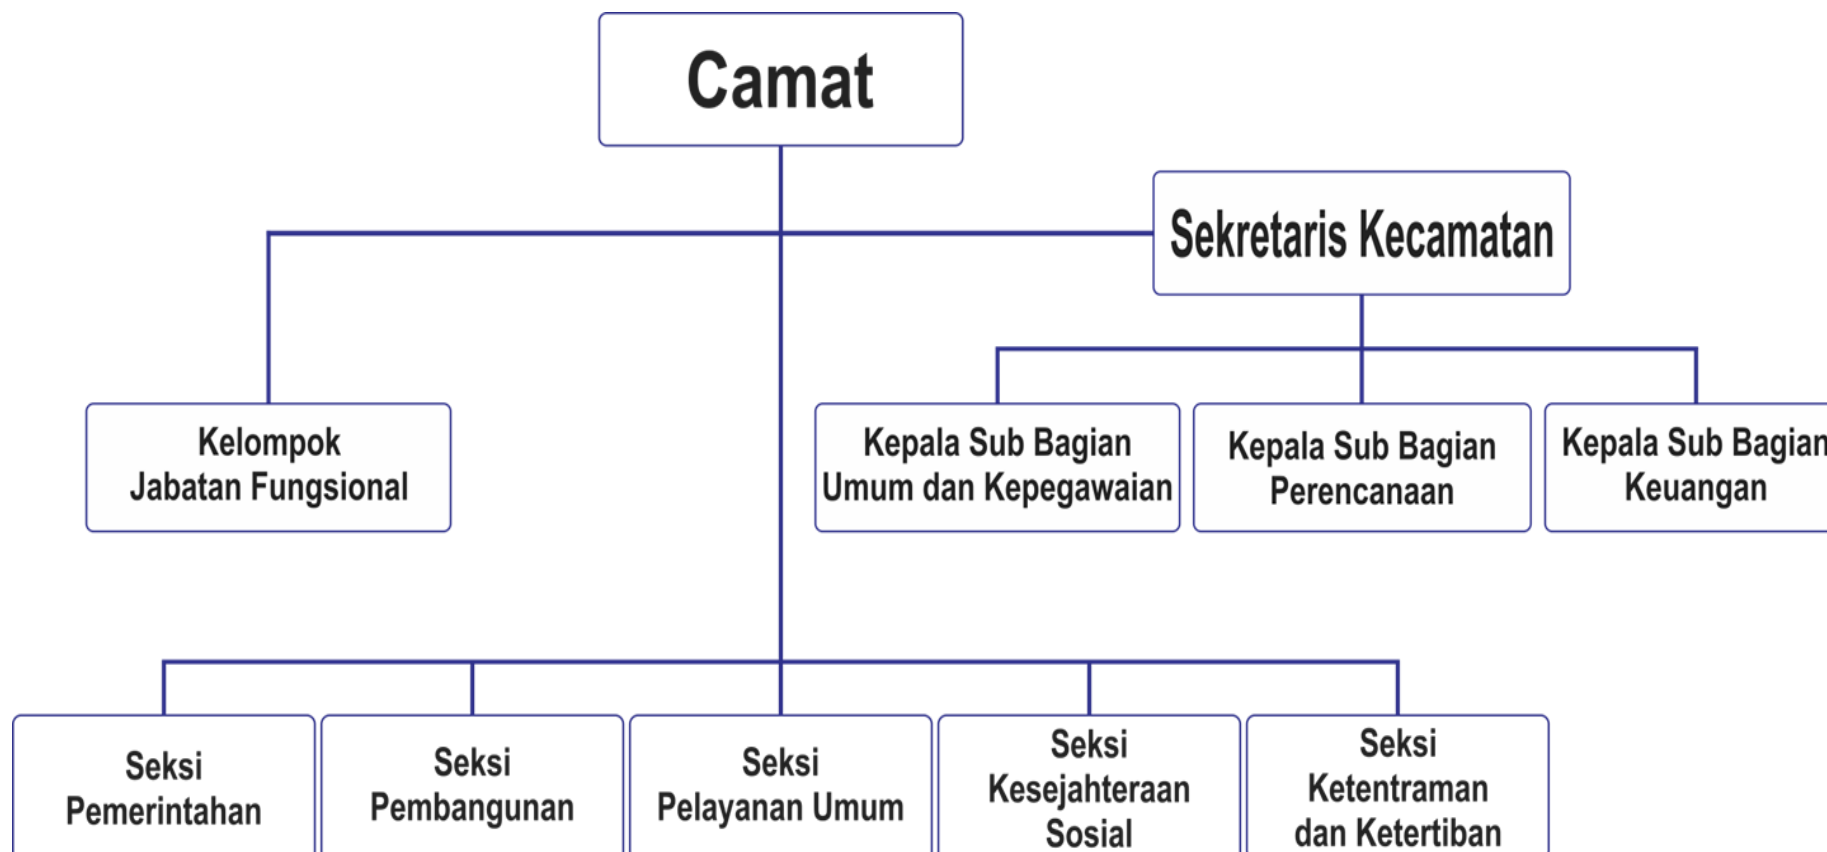 Camat
Sekretaris Kecamatan
Kelompok
Jabatan Fungsional
Kepala Sub Bagian
Umum dan Kepegawaian
Kepala Sub Bagian
Perencanaan
Kepala Sub Bagian
Keuangan
Seksi
Pemerintahan
Seksi
Pembangunan
Seksi
Pelayanan Umum
Seksi
Kesejahteraan
Sosial
Seksi
Ketentraman
dan Ketertiban